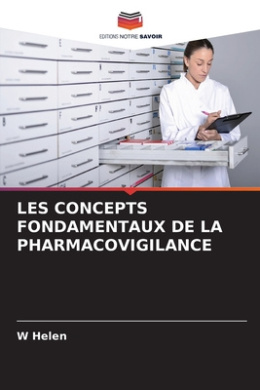 EDITIONS NOTRE SAVOIR
LES CONCEPTS
FONDAMENTAUX DE LA
PHARMACOVIGILANCE
W Helen